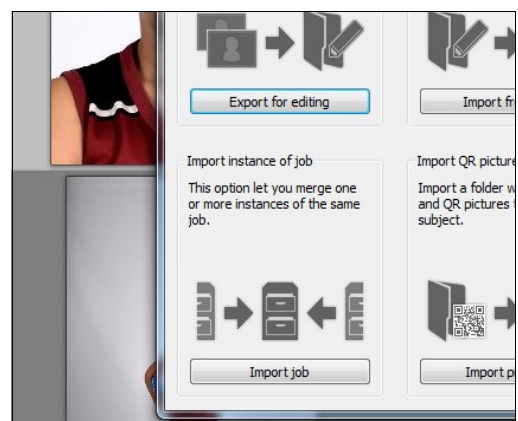 Export for editing
Import
Import instance of job
This option let you merge one
or more instances of the same
job.
Import QR picture
Import a folder
and QR pictures
subject.
Import job
Import